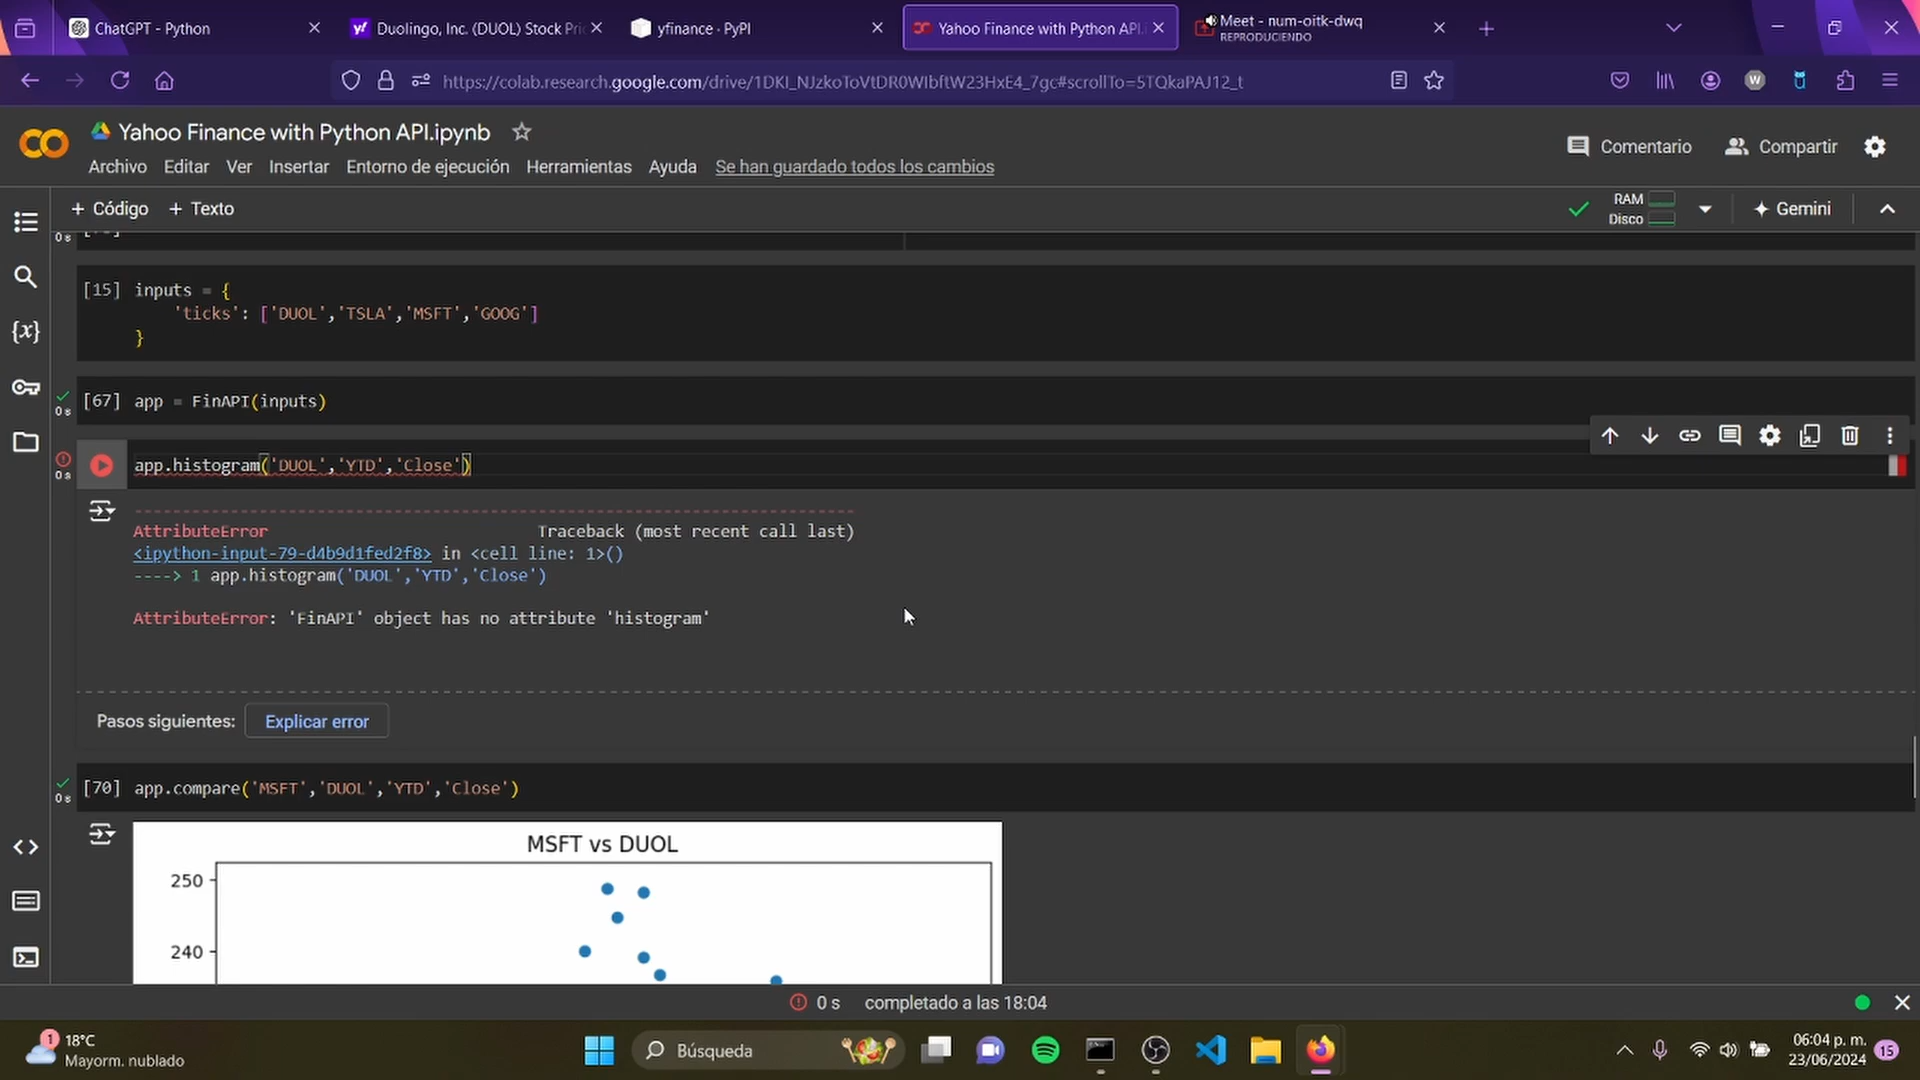 ChatGPT - Python
Duolingo, Inc. (DUOL) Stock Pri
yfinance · PyPI
Yahoo Finance with Python API.
Meet - num-oitk-dwq
REPRODUCIENDO
https://colab.research.google.com/drive/1DKI_NJzkoToVtDR0WIbftW23HxE4_7gc#scrollTo=5TQkaPAJ12_t
Yahoo Finance with Python API.ipynb
Comentario
Compartir
Archivo Editar Ver Insertar Entorno de ejecución Herramientas Ayuda Se han guardado todos los cambios
+ Código + Texto
RAM
Disco
Gemini
0 s
[15] inputs = {
'ticks': ['DUOL','TSLA','MSFT','GOOG']
}
[67] app = FinAPI(inputs)
0 s
app.histogram('DUOL','YTD','Close')
0 s
---------------------------------------------------------------------------
AttributeError Traceback (most recent call last)
<ipython-input-79-d4b9d1fed2f8> in <cell line: 1>()
----> 1 app.histogram('DUOL','YTD','Close')
AttributeError: 'FinAPI' object has no attribute 'histogram'
Pasos siguientes: Explicar error
[70] app.compare('MSFT','DUOL','YTD','Close')
0 s
MSFT vs DUOL
250
240
0 s completado a las 18:04
1
18°C
Mayorm. nublado
Búsqueda
06:04 p. m.
23/06/2024
15